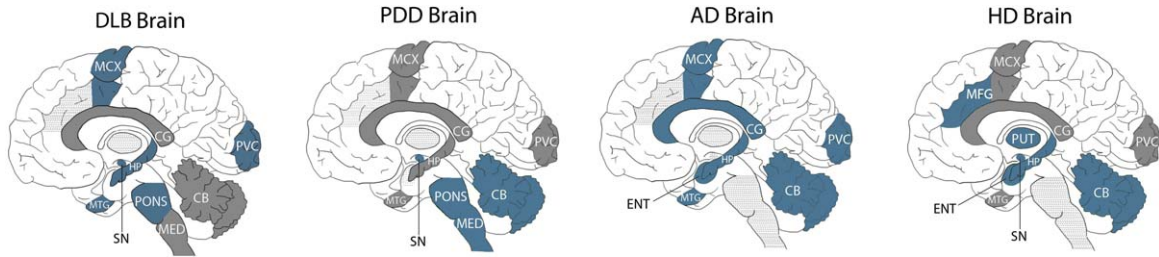 DLB Brain
MCX
CG
PVC
HP
MTG
PONS
CB
MED
SN
PDD Brain
MCX
CG
PVC
HP
MTG
PONS
CB
MED
SN
AD Brain
MCX
CG
PVC
HP
MTG
CB
ENT
HD Brain
MCX
MFG
CG
PUT
PVC
HP
MTG
CB
ENT
SN